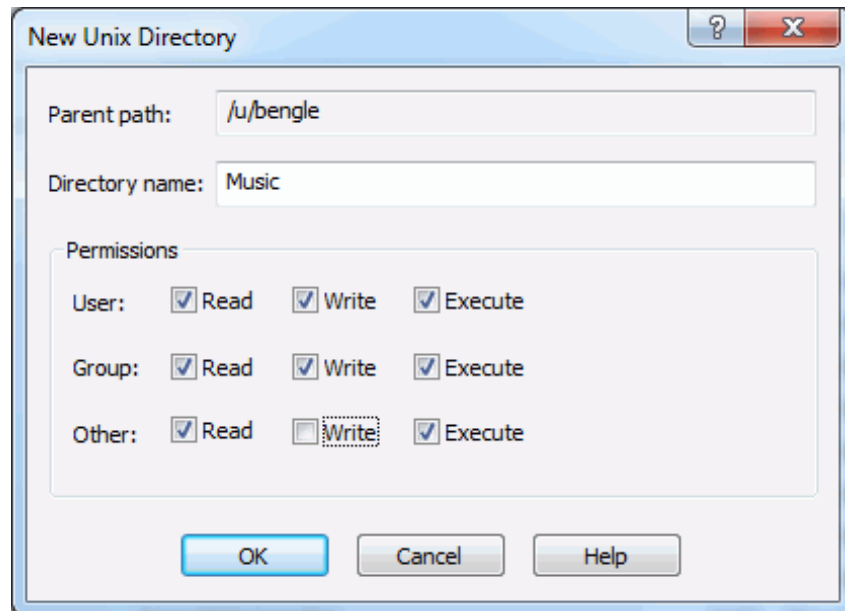 New Unix Directory
Parent path: /u/bengle
Directory name: Music
Permissions
User: Read Write Execute
Group: Read Write Execute
Other: Read Write Execute
OK Cancel Help